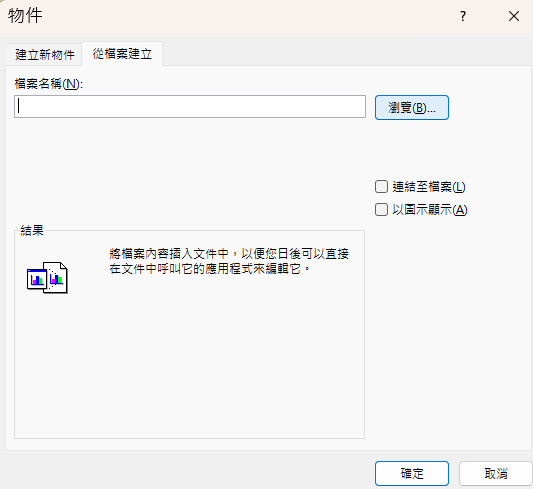 物件
?
建立新物件
從檔案建立
檔案名稱(N):
瀏覽(B)...
連結至檔案(L)
以圖示顯示(A)
結果
將檔案內容插入文件中，以便您日後可以直接
在文件中呼叫它的應用程式來編輯它。
確定
取消